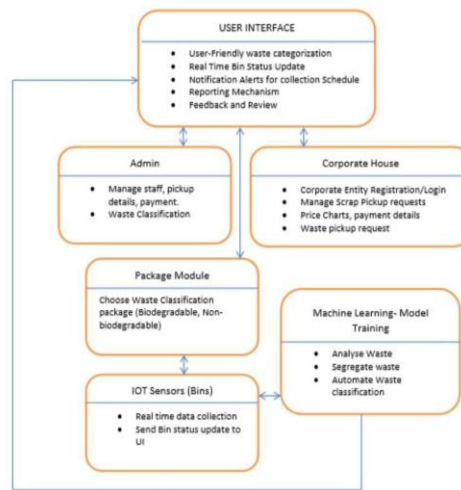 USER INTERFACE
User-Friendly waste categorization
Real Time Bin Status Update
Notification Alerts for collection Schedule
Reporting Mechanism
Feedback and Review
Admin
Manage staff, pickup
details, payment.
Waste Classification
Corporate House
Corporate Entity Registration/Login
Manage Scrap Pickup requests
Price Charts, payment details
Waste pickup request
Package Module
Choose Waste Classification
package (Biodegradable, Non-
biodegradable)
Machine Learning- Model
Training
Analyse Waste
Segregate waste
Automate Waste
classification
IOT Sensors (Bins)
Real time data collection
Send Bin status update to
UI